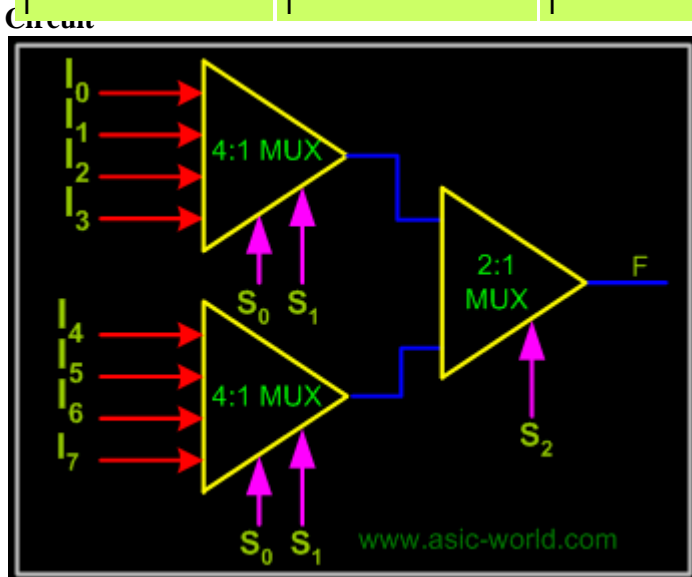 Circuit
I0
I1
I2
I3
4:1 MUX
S0 S1
2:1
MUX
F
S2
I4
I5
I6
I7
4:1 MUX
S0 S1
www.asic-world.com